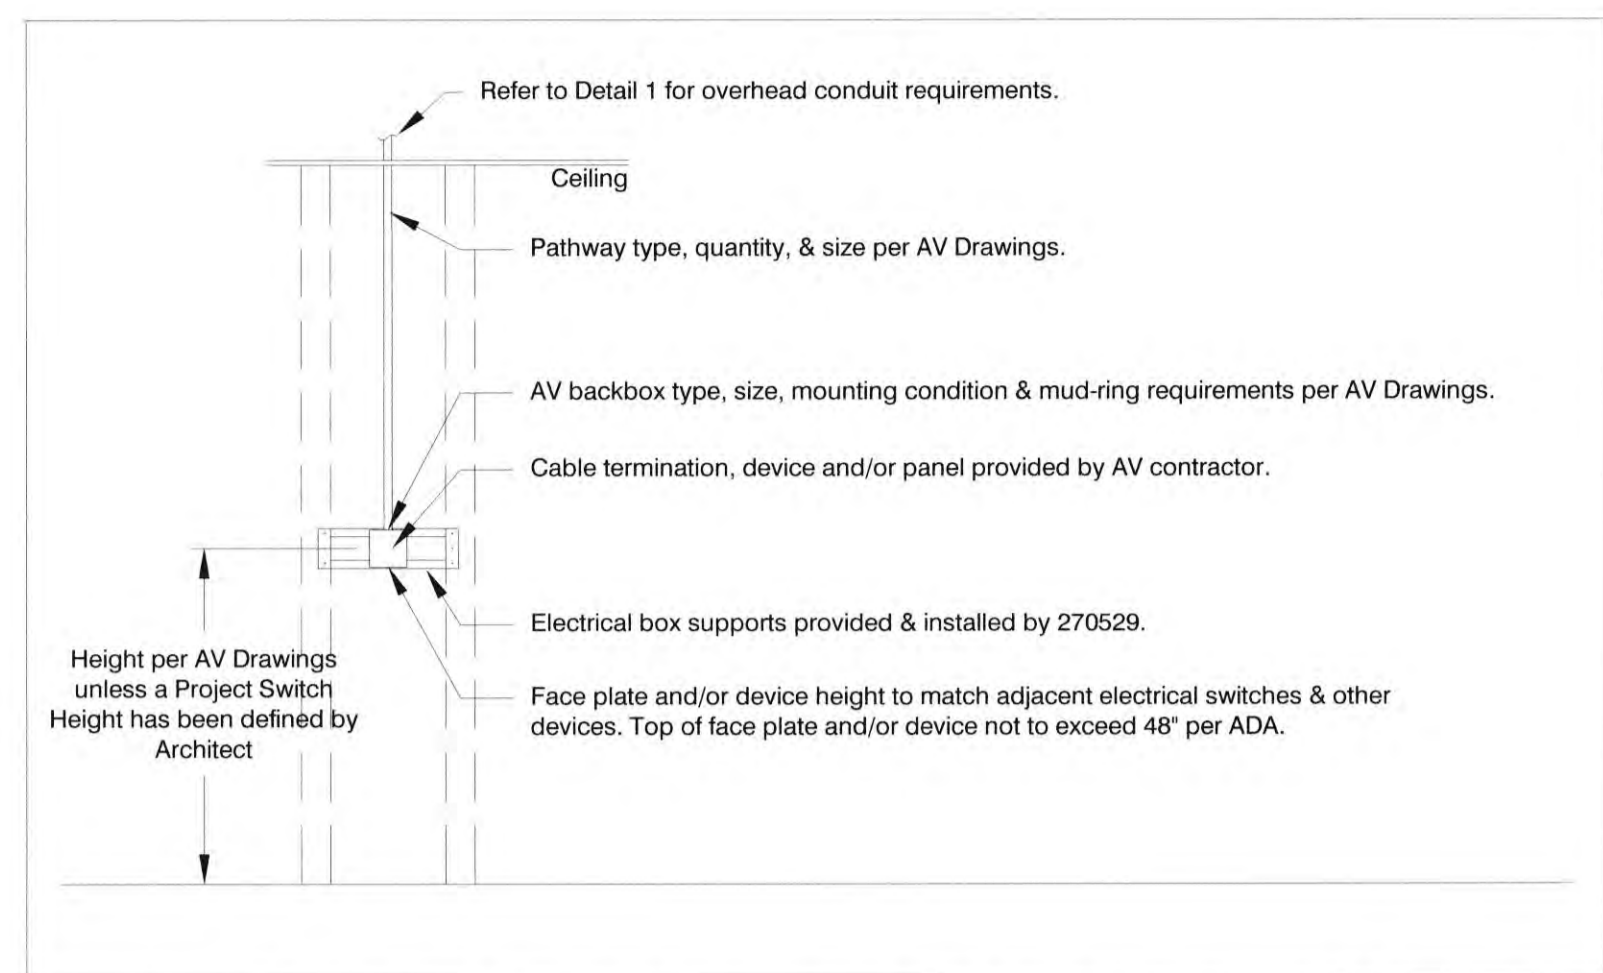 Refer to Detail 1 for overhead conduit requirements.
Ceiling
Pathway type, quantity, & size per AV Drawings.
AV backbox type, size, mounting condition & mud-ring requirements per AV Drawings.
Cable termination, device and/or panel provided by AV contractor.
Electrical box supports provided & installed by 270529.
Height per AV Drawings
unless a Project Switch
Height has been defined by
Architect
Face plate and/or device height to match adjacent electrical switches & other
devices. Top of face plate and/or device not to exceed 48" per ADA.